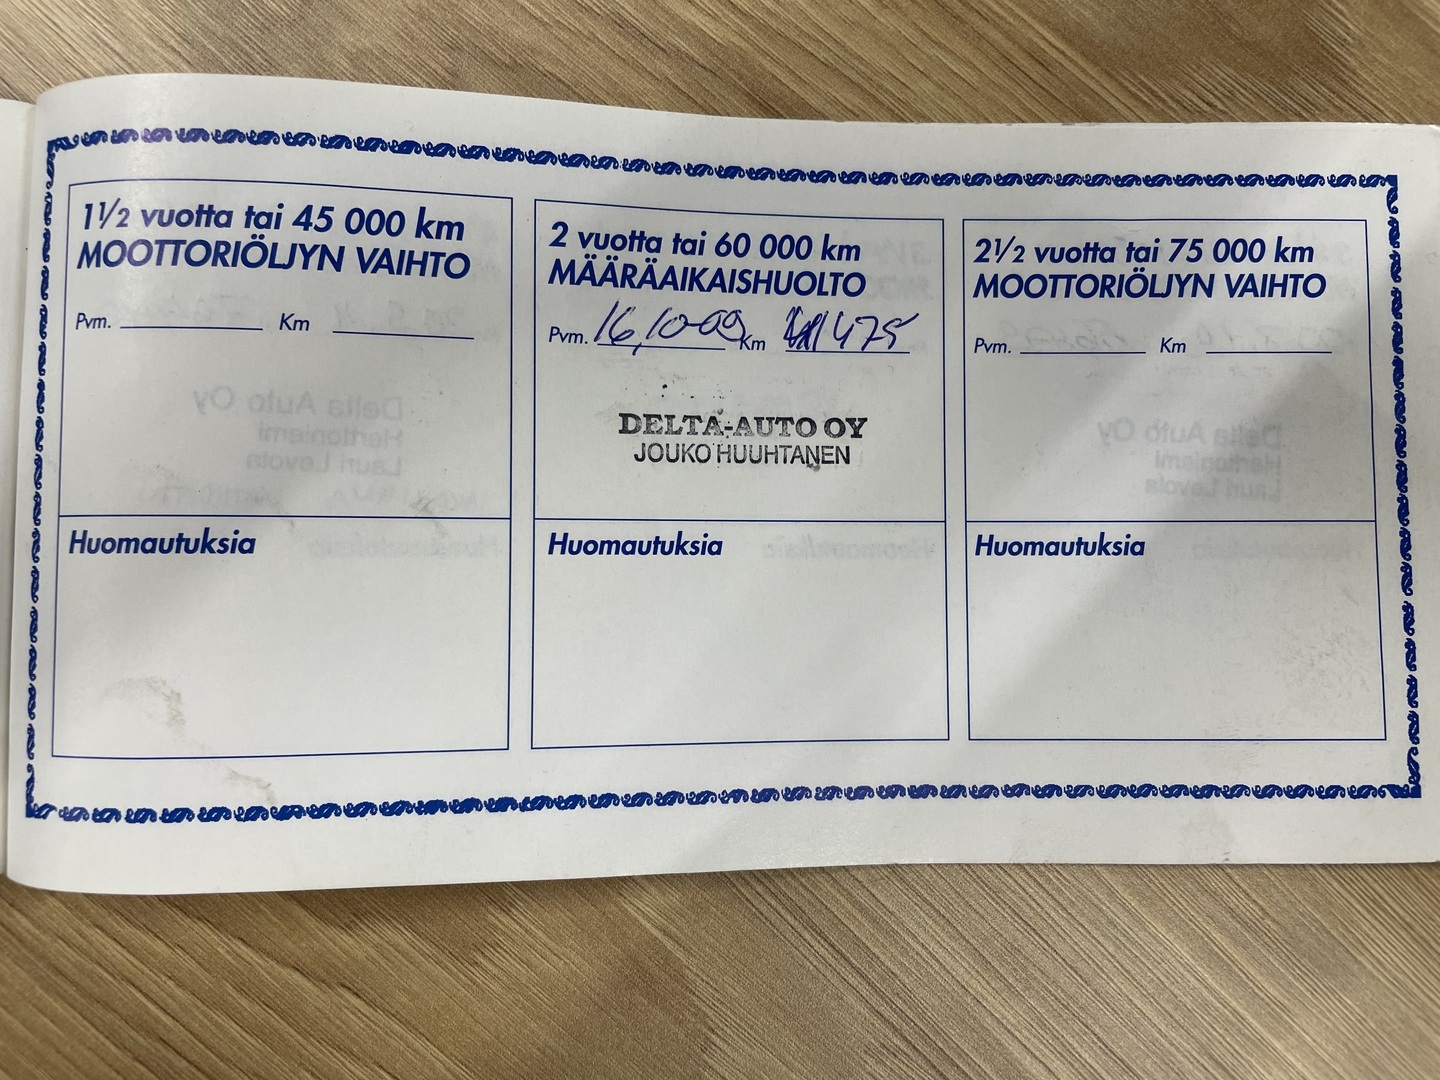 1½ vuotta tai 45 000 km
MOOTTORIÖLJYN VAIHTO
Pvm. Km
Huomautuksia
2 vuotta tai 60 000 km
MÄÄRÄAIKAISHUOLTO
Pvm. 16,10-09 Km
DELTA-AUTO OY
JOUKO HUUHTANEN
Huomautuksia
2½ vuotta tai 75 000 km
MOOTTORIÖLJYN VAIHTO
Pvm. Km
Huomautuksia